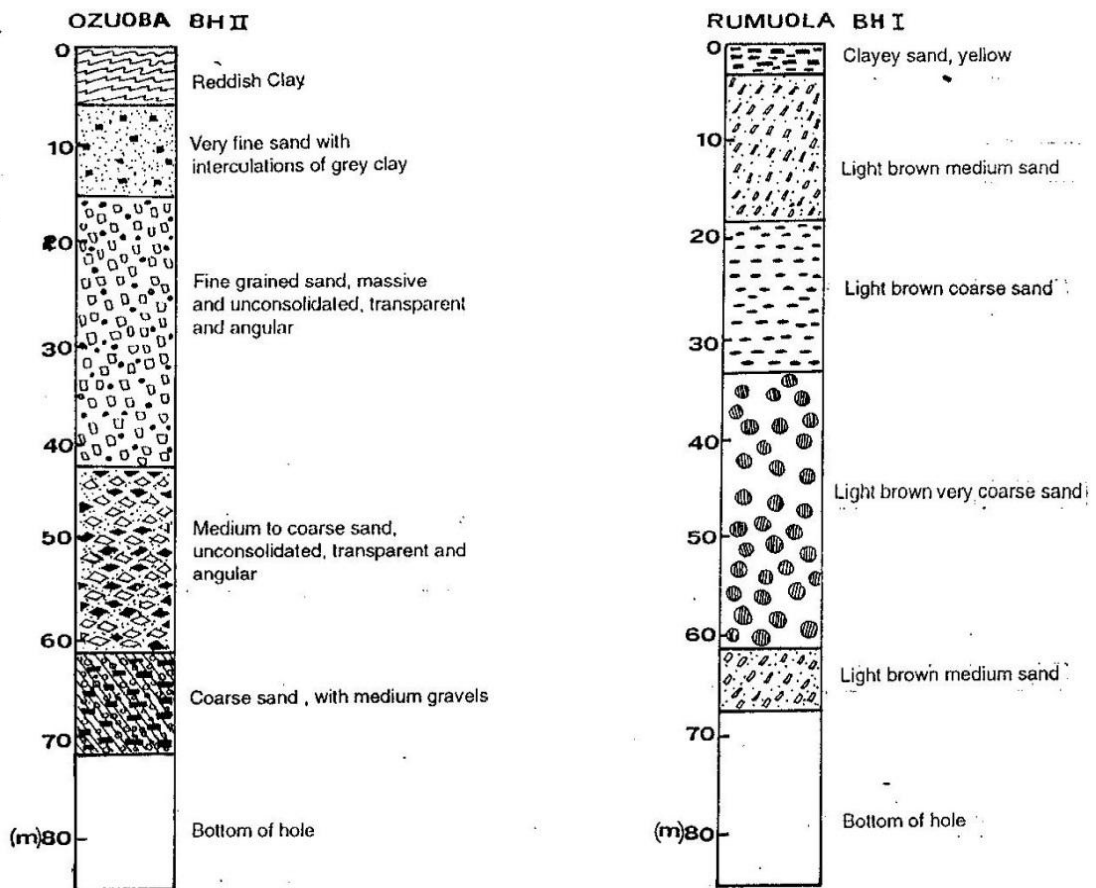 OZUOBA BH II
0
Reddish Clay
10
Very fine sand with
interculations of grey clay
20
Fine grained sand, massive
and unconsolidated, transparent
and angular
30
40
50
Medium to coarse sand,
unconsolidated, transparent and
angular
60
Coarse sand , with medium gravels
70
(m)80
Bottom of hole
RUMUOLA BH I
0
Clayey sand, yellow
10
Light brown medium sand
20
Light brown coarse sand
30
40
Light brown very coarse sand
50
60
Light brown medium sand
70
(m)80
Bottom of hole